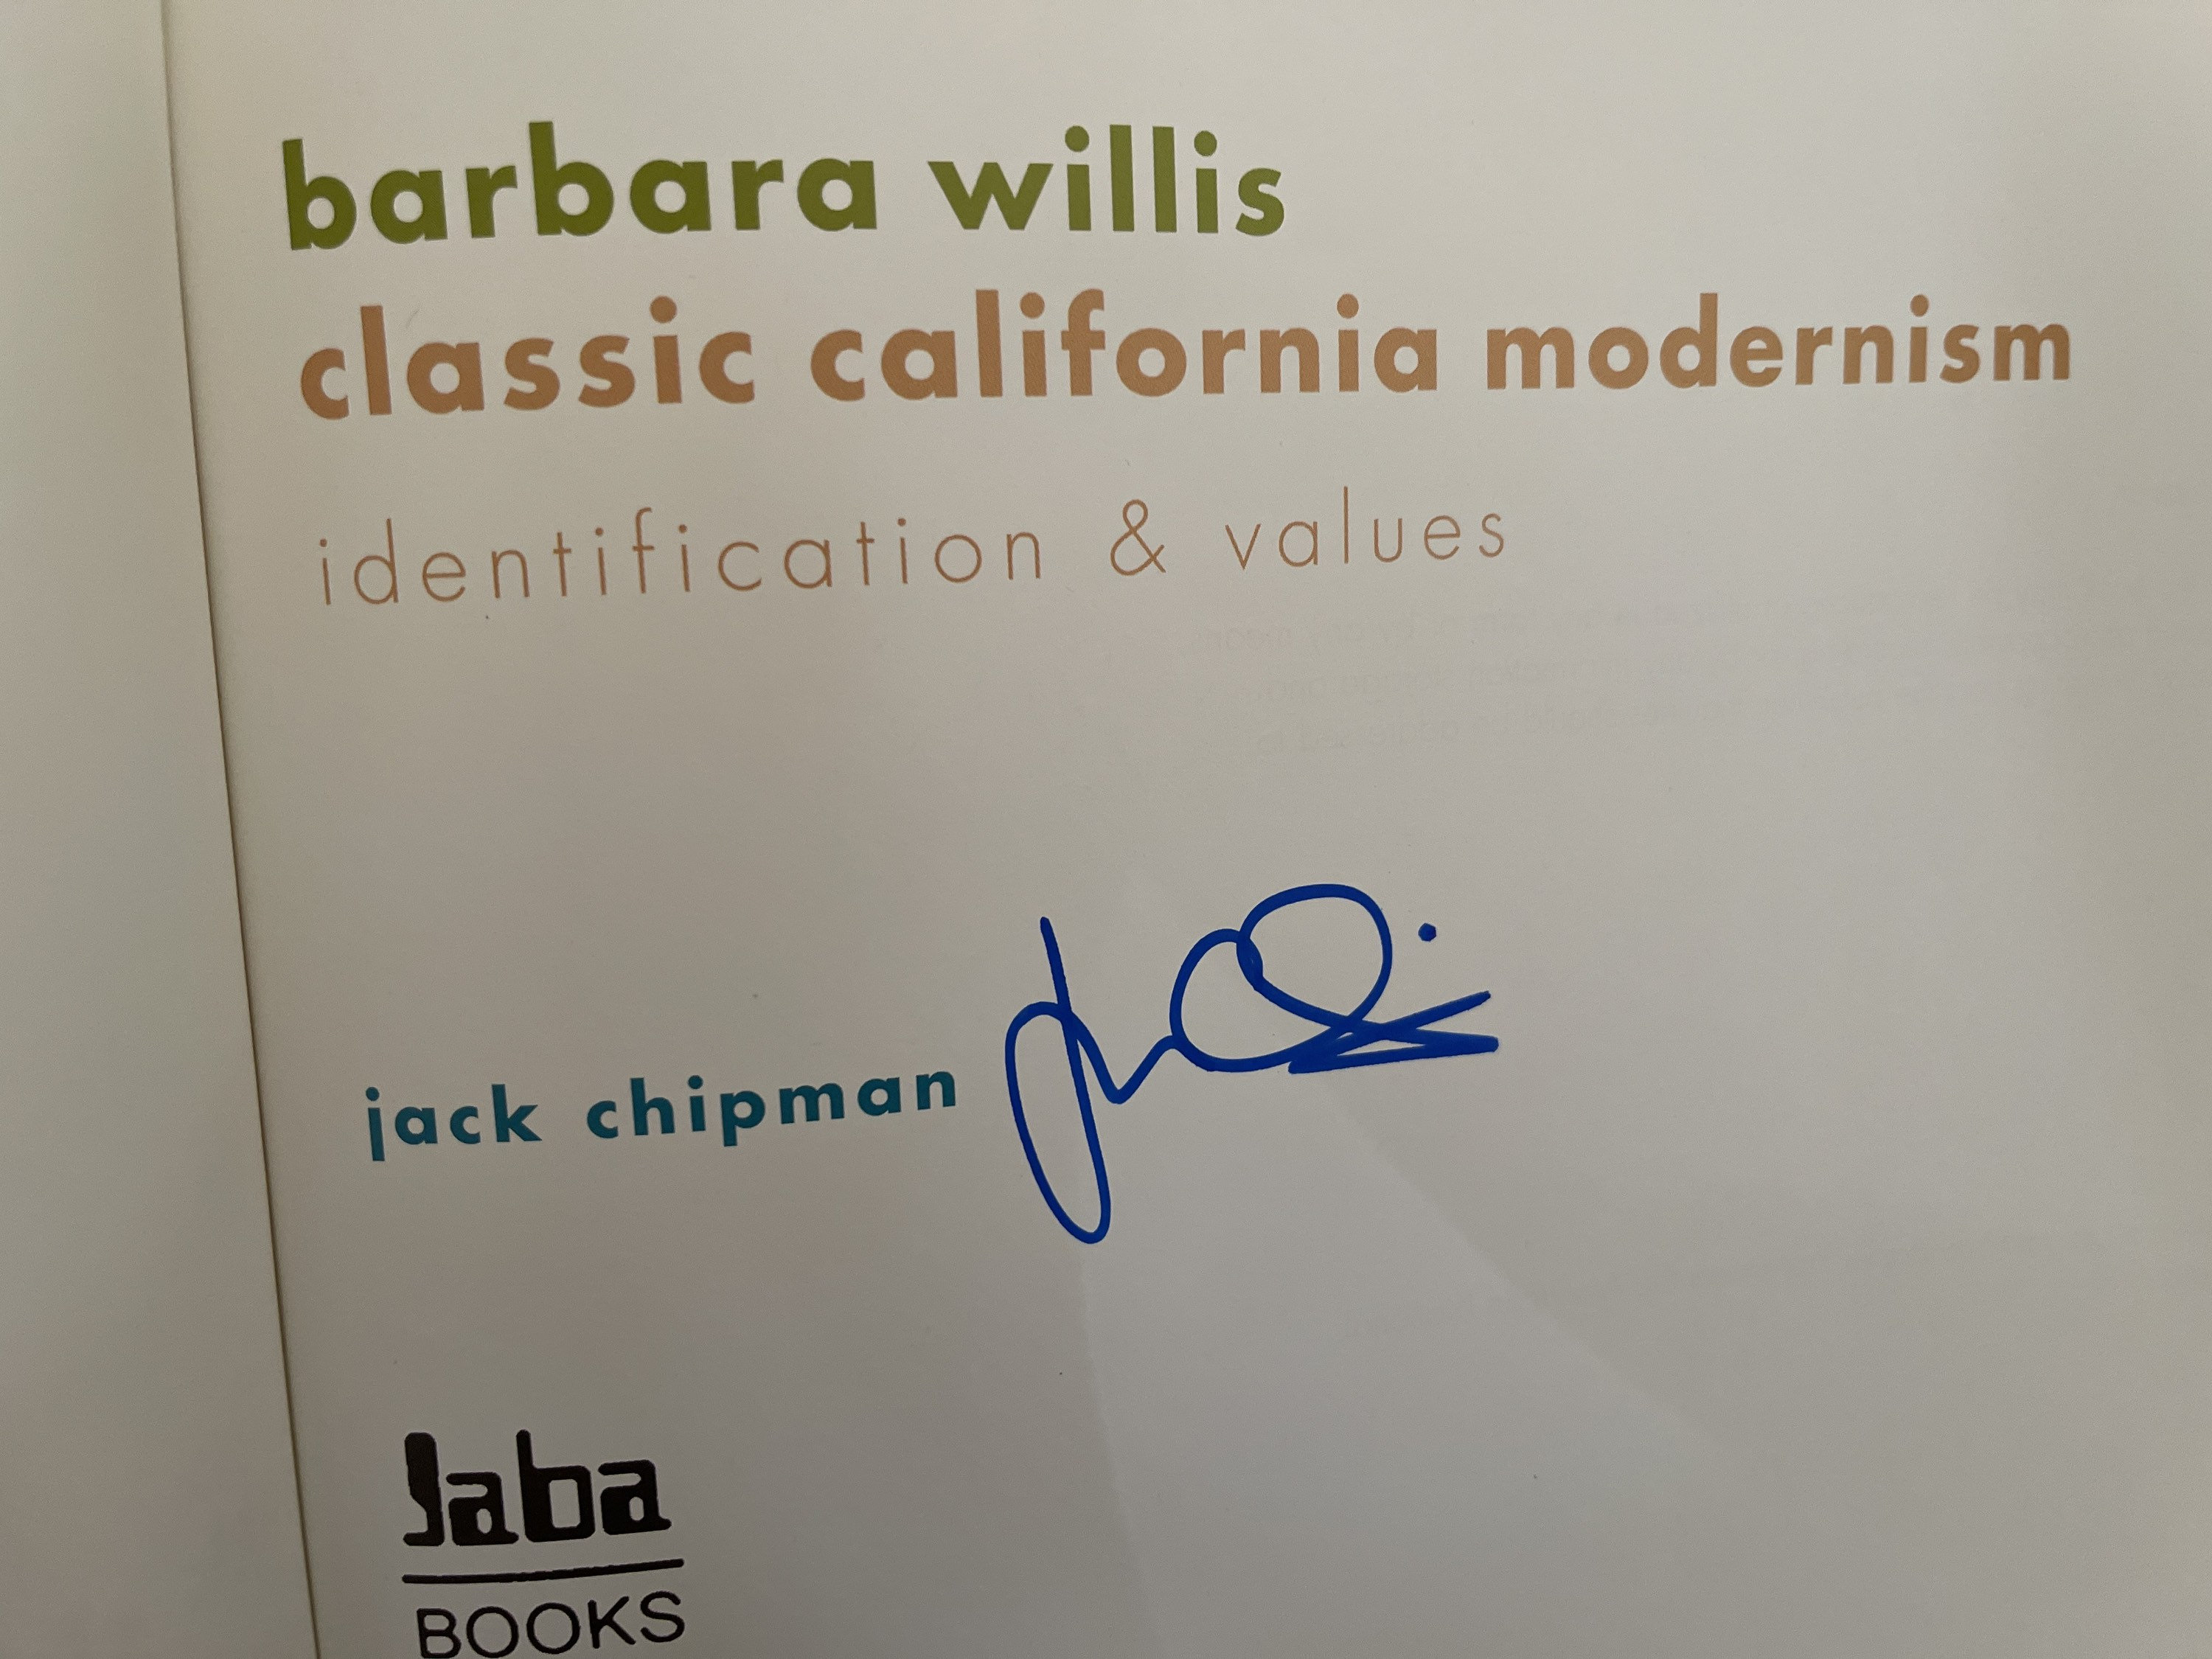 barbara willis
classic california modernism
identification & values
jack chipman
Jaba
BOOKS